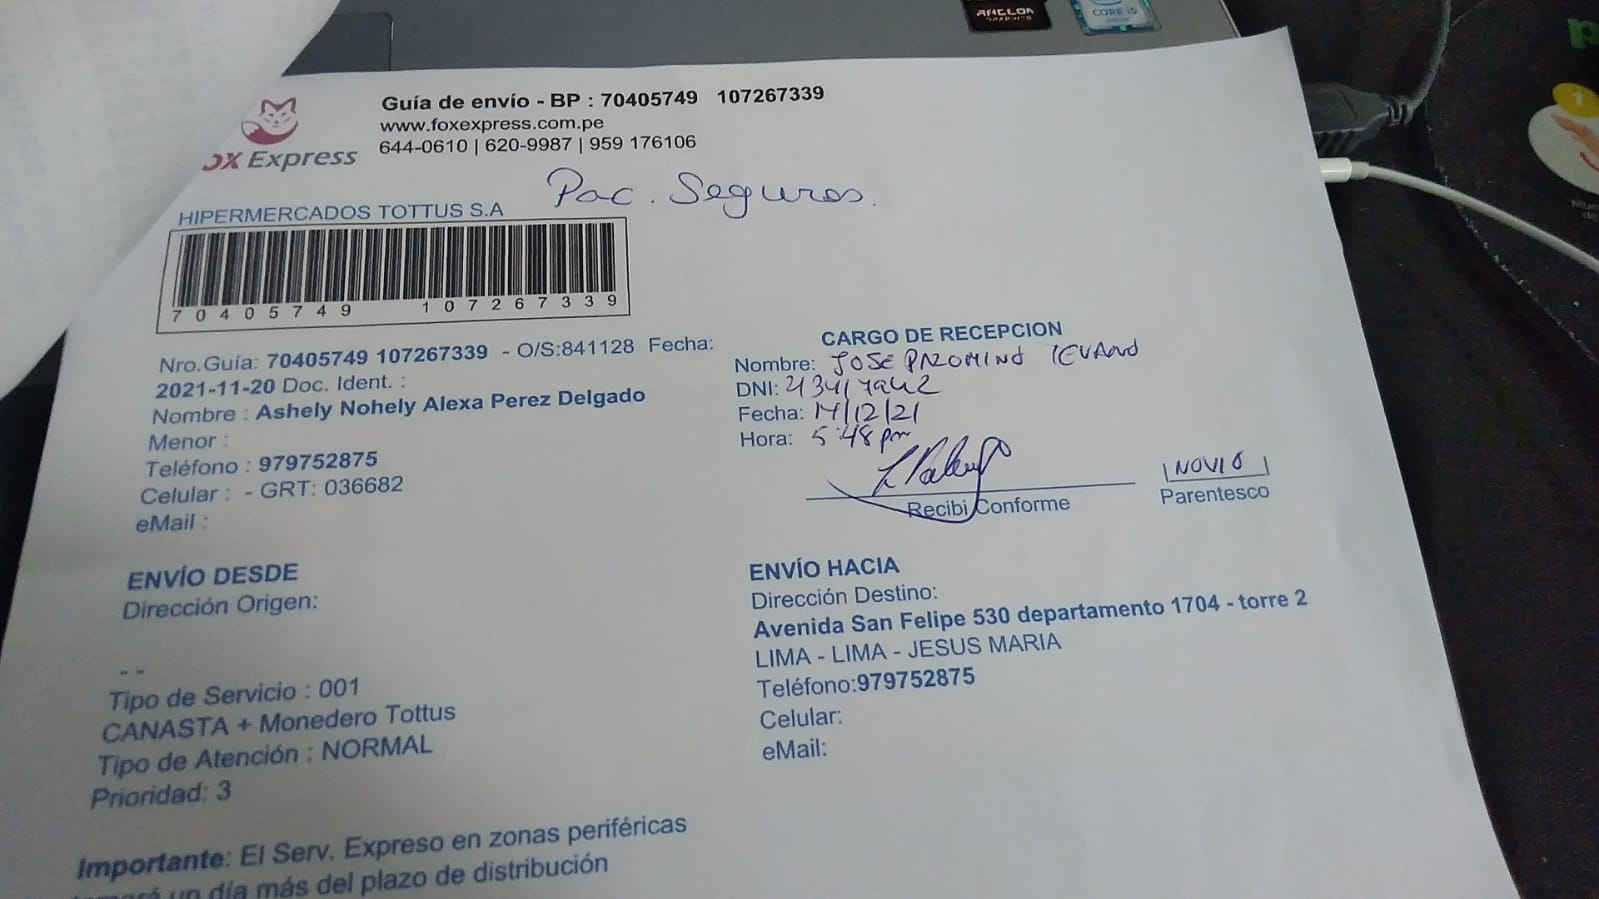 Guía de envío - BP : 70405749 107267339
www.foxexpress.com.pe
644-0610 | 620-9987 | 959 176106
OX Express
Pac. Seguros.
HIPERMERCADOS TOTTUS S.A
70405749 107267339
Nro.Guía: 70405749 107267339 - O/S:841128 Fecha:
2021-11-20 Doc. Ident. :
Nombre : Ashely Nohely Alexa Perez Delgado
Menor :
Teléfono : 979752875
Celular : - GRT: 036682
eMail :
CARGO DE RECEPCION
Nombre: JOSE PALOMINO
DNI:
Fecha: 14/12/21
Hora: 5:48 pm
Recibi Conforme
NOVIO
Parentesco
ENVÍO DESDE
Dirección Origen:
- -
Tipo de Servicio : 001
CANASTA + Monedero Tottus
Tipo de Atención : NORMAL
Prioridad: 3
ENVÍO HACIA
Dirección Destino:
Avenida San Felipe 530 departamento 1704 - torre 2
LIMA - LIMA - JESUS MARIA
Teléfono:979752875
Celular:
eMail:
Importante: El Serv. Expreso en zonas periféricas
un día más del plazo de distribución
CORE i5